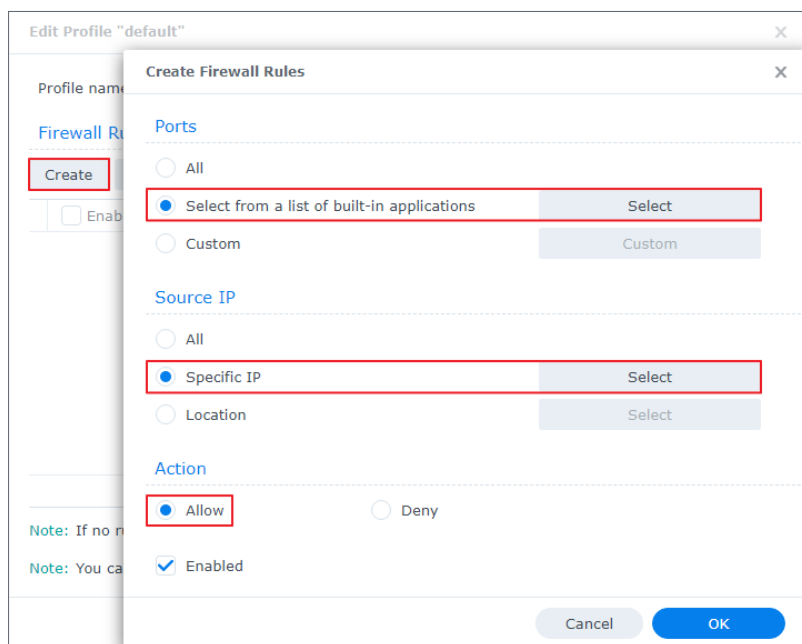 Edit Profile "default"
Create Firewall Rules
Profile name
Ports
Firewall Ru
All
Create
Select from a list of built-in applications Select
Enab
Custom Custom
Source IP
All
Specific IP Select
Location Select
Action
Allow Deny
Note: If no ru
Enabled
Note: You ca
Cancel OK